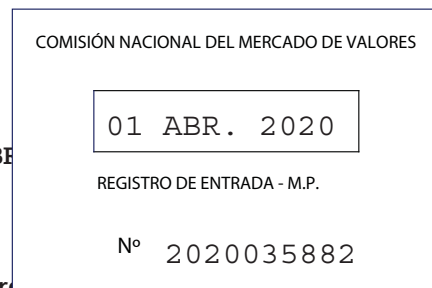 COMISIÓN NACIONAL DEL MERCADO DE VALORES
01 ABR. 2020
REGISTRO DE ENTRADA - M.P.
Nº 2020035882